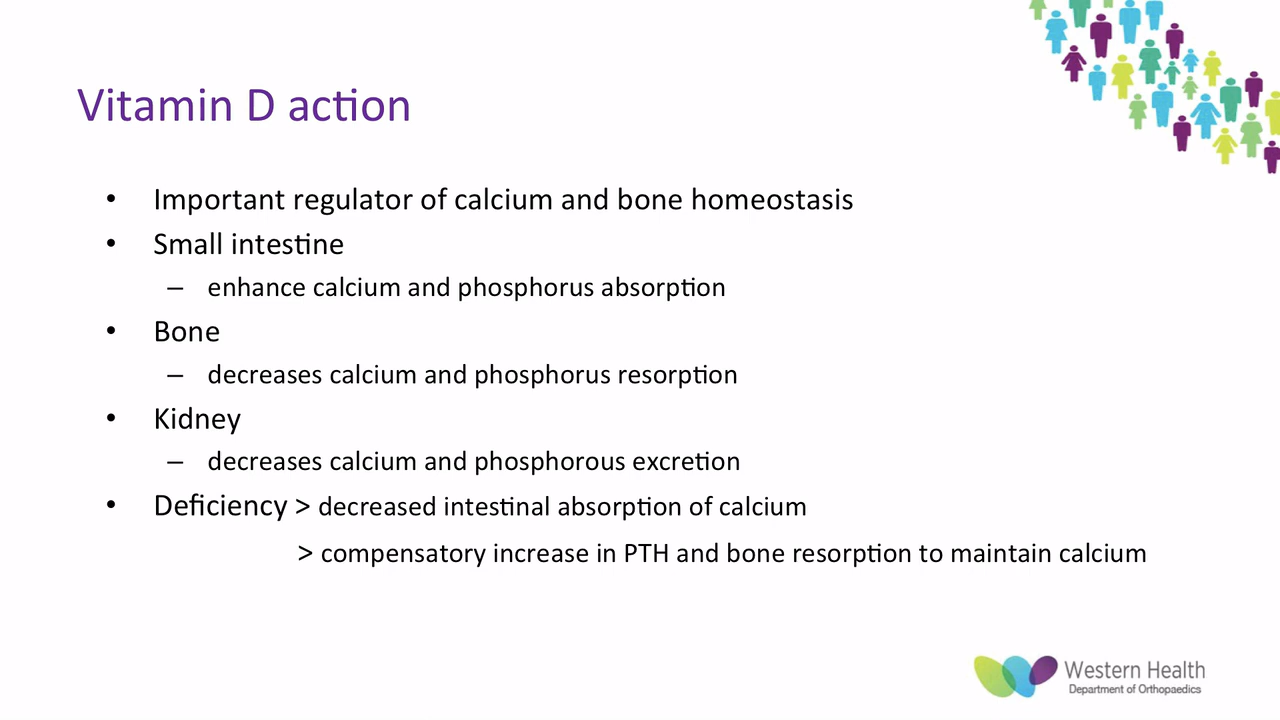 Vitamin D action
• Important regulator of calcium and bone homeostasis
• Small intestine
– enhance calcium and phosphorus absorption
• Bone
– decreases calcium and phosphorus resorption
• Kidney
– decreases calcium and phosphorous excretion
• Deficiency > decreased intestinal absorption of calcium
> compensatory increase in PTH and bone resorption to maintain calcium
Western Health
Department of Orthopaedics